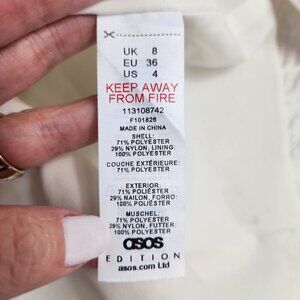 UK 8
EU 36
US 4
KEEP AWAY
FROM FIRE
113108742
F101826
MADE IN CHINA
SHELL:
71% POLYESTER
29% NYLON, LINING:
100% POLYESTER
COUCHE EXTÉRIEURE:
71% POLYESTER
EXTERIOR:
71% POLIÉSTER
29% NAILON, FORRO:
100% POLIÉSTER
MUSCHEL:
71% POLYESTER
29% NYLON, FUTTER:
100% POLYESTER
asos
EDITION
asos.com Ltd